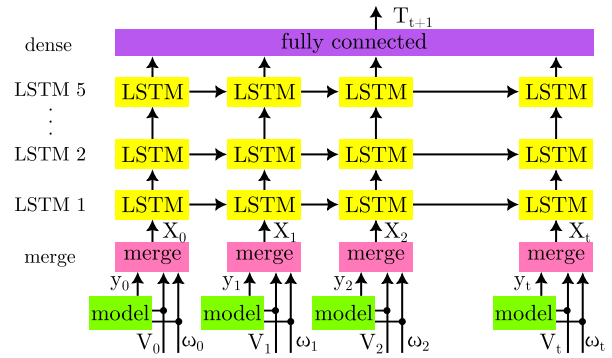 T_{t+1}
dense fully connected
LSTM 5 LSTM LSTM LSTM LSTM
LSTM 2 LSTM LSTM LSTM LSTM
LSTM 1 LSTM LSTM LSTM LSTM
X_0 X_1 X_2 X_t
merge merge merge merge merge
y_0 y_1 y_2 y_t
model model model model
V_0 ω_0 V_1 ω_1 V_2 ω_2 V_t ω_t